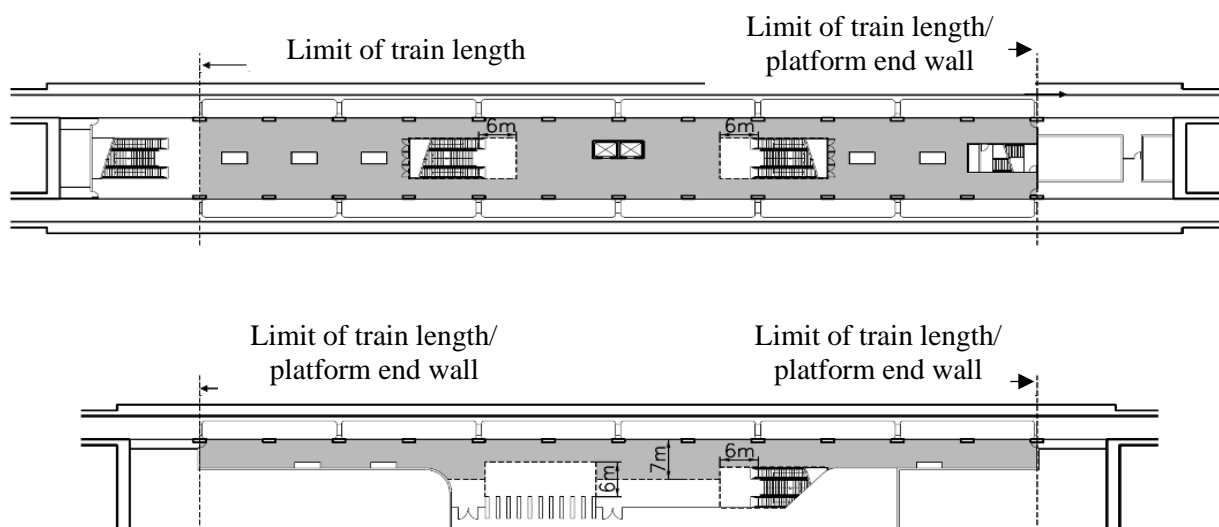 Limit of train length
Limit of train length/
platform end wall
6m
6m
Limit of train length/
platform end wall
Limit of train length/
platform end wall
6m
7m
6m